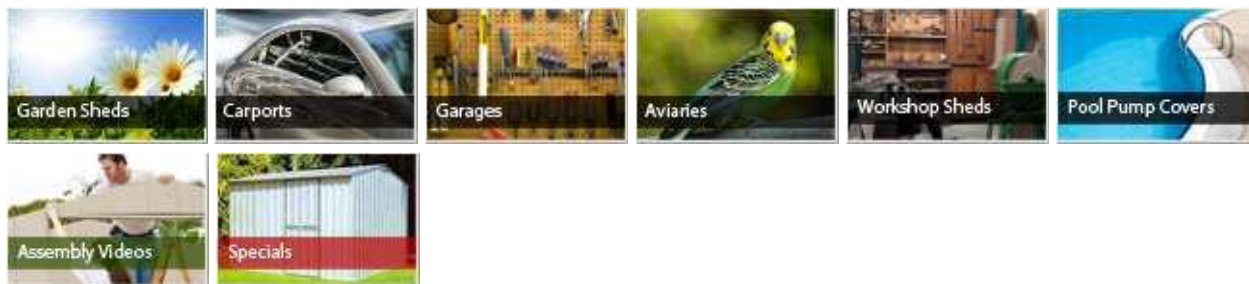 Garden Sheds
Carports
Garages
Aviaries
Workshop Sheds
Pool Pump Covers
Assembly Videos
Specials